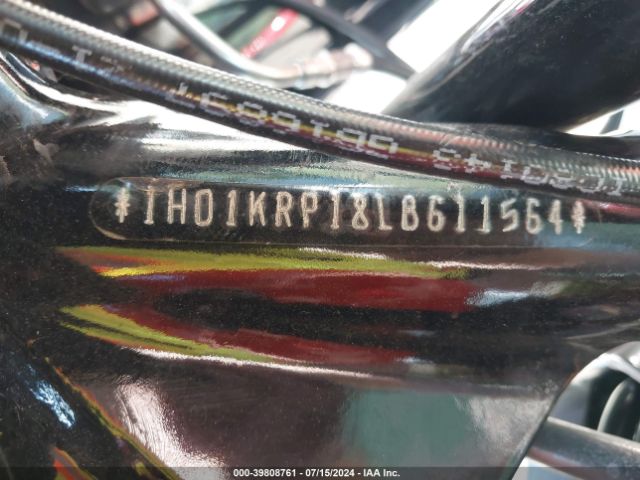 *1HD1KRP18LB611564*
000-39808761 - 07/15/2024 - IAA Inc.